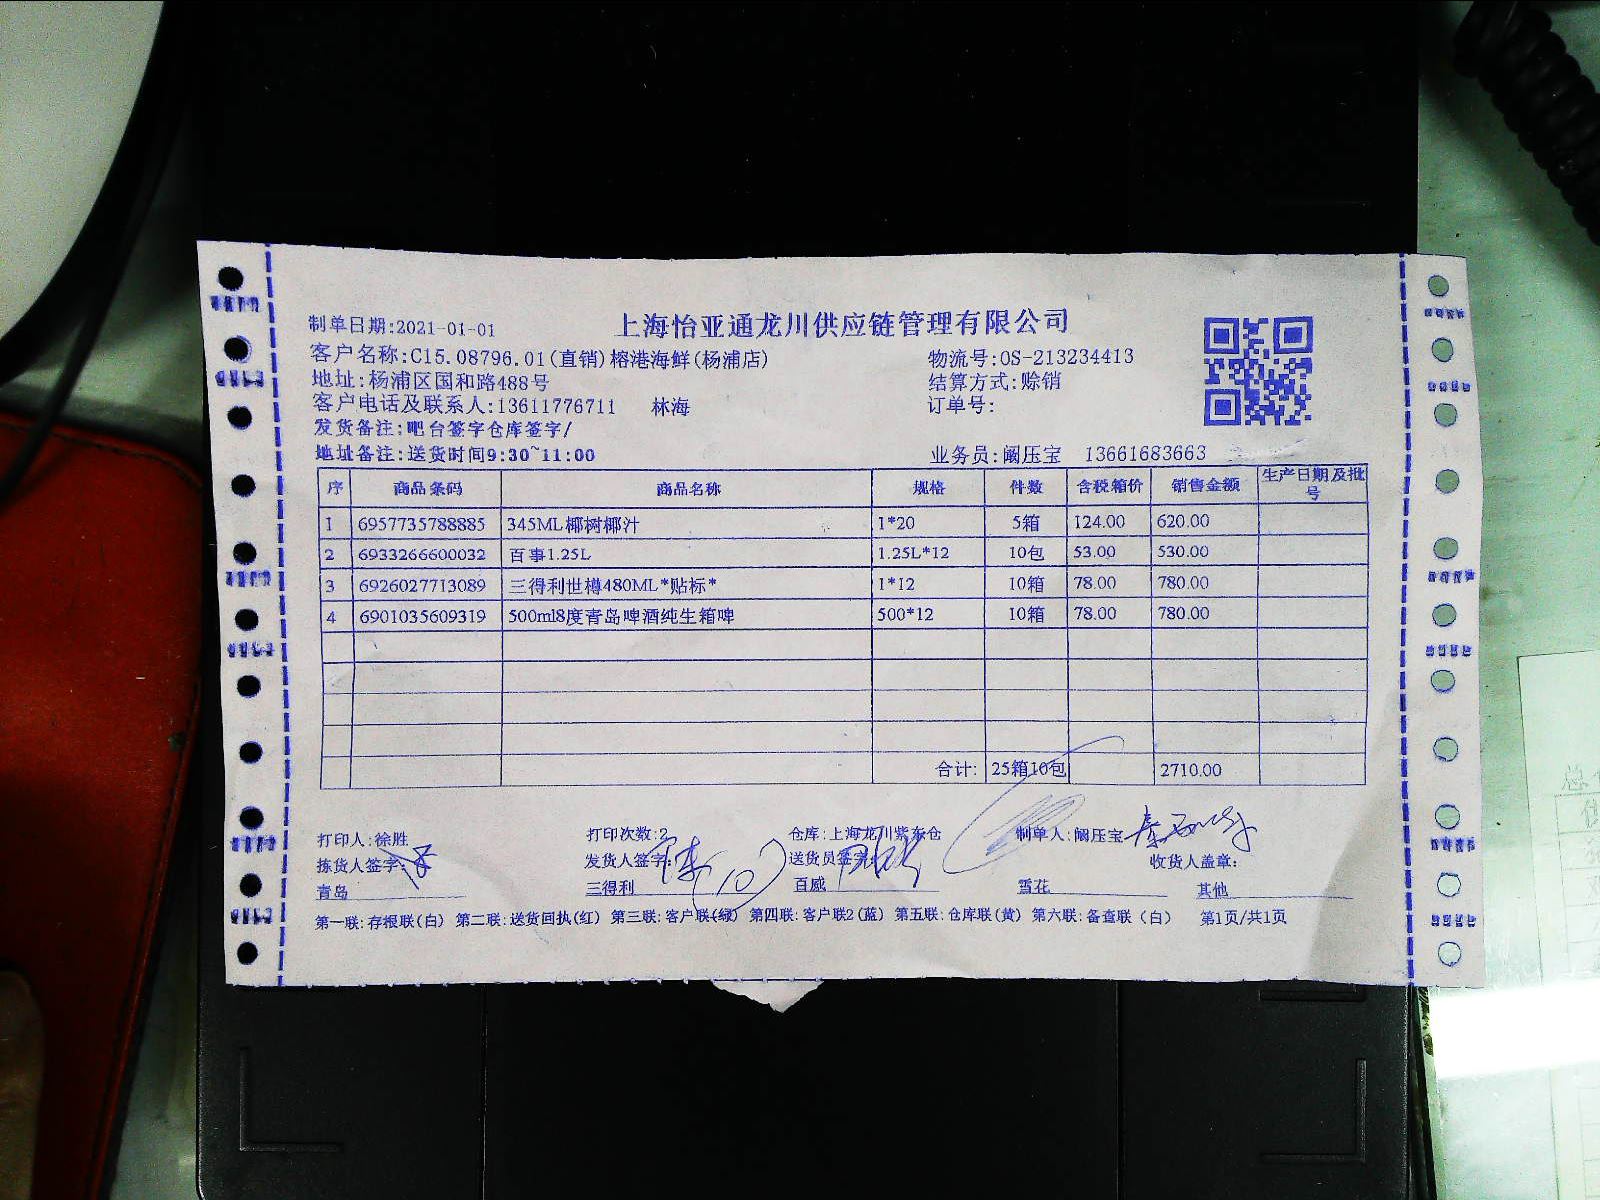 上海怡亚通龙川供应链管理有限公司
制单日期:2021-01-01
客户名称:C15.08796.01(直销)榕港海鲜(杨浦店) 物流号:OS-213234413
地址:杨浦区国和路488号 结算方式:赊销
客户电话及联系人:13611776711 林海 订单号:
发货备注:吧台签字仓库签字/
地址备注:送货时间9:30~11:00 业务员:阚压宝 13661683663
序 商品条码 商品名称 规格 件数 含税箱价 销售金额 生产日期及批号
1 6957735788885 345ML椰树椰汁 1*20 5箱 124.00 620.00
2 6933266600032 百事1.25L 1.25L*12 10包 53.00 530.00
3 6926027713089 三得利世樽480ML*贴标* 1*12 10箱 78.00 780.00
4 6901035609319 500ml8度青岛啤酒纯生箱啤 500*12 10箱 78.00 780.00
合计: 25箱10包 2710.00
打印人:徐胜 打印次数:2 仓库:上海龙川紫东仓 制单人:阚压宝
拣货人签字: 发货人签字: 送货员签字: 收货人盖章:
青岛 三得利 10 百威 雪花 其他
第一联:存根联(白) 第二联:送货回执(红) 第三联:客户联(绿) 第四联:客户联2(蓝) 第五联:仓库联(黄) 第六联:备查联(白) 第1页/共1页